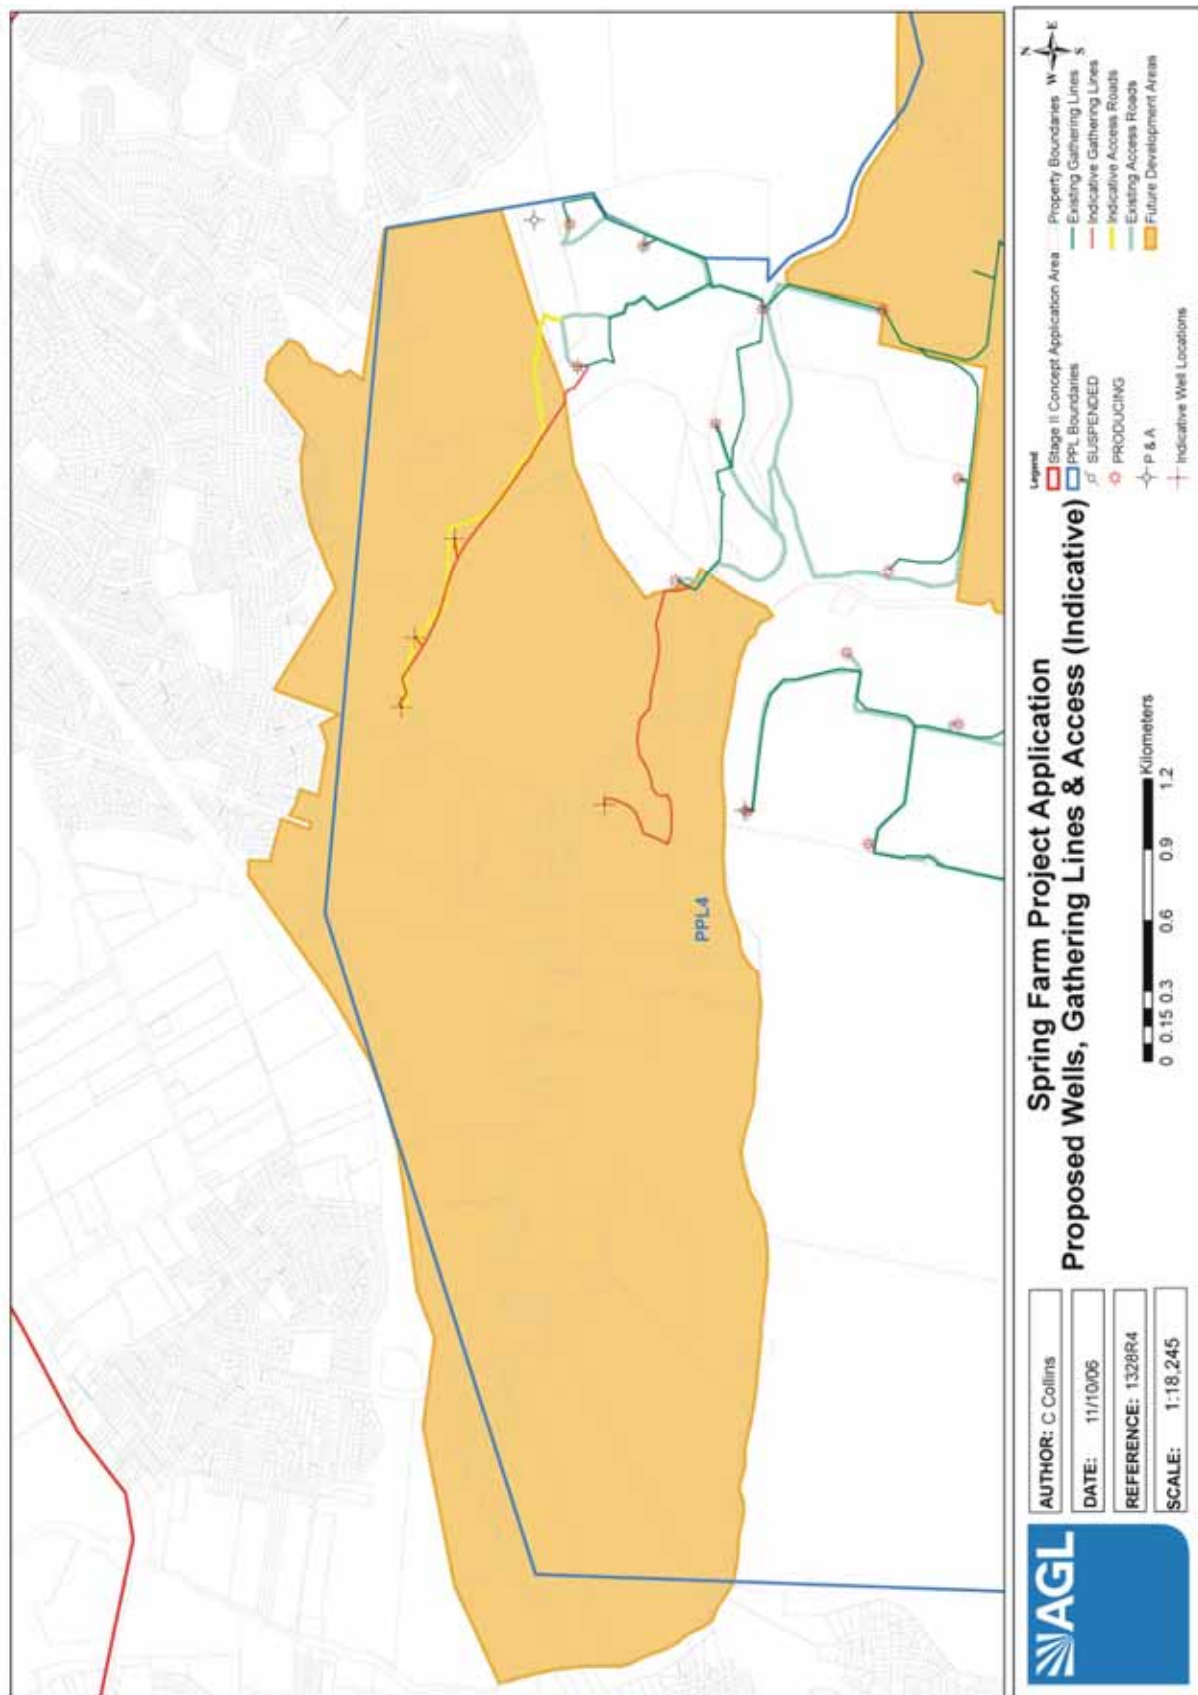 PPL4
AGL
AUTHOR: C Collins
DATE: 11/10/06
REFERENCE: 1328R4
SCALE: 1:18,245
Spring Farm Project Application
Proposed Wells, Gathering Lines & Access (Indicative)
0 0.15 0.3 0.6 0.9 1.2
Kilometers
Legend
Stage II Concept Application Area
PPL Boundaries
SUSPENDED
PRODUCING
P & A
Indicative Well Locations
Property Boundaries
Existing Gathering Lines
Indicative Gathering Lines
Indicative Access Roads
Existing Access Roads
Future Development Areas
N
W E
S